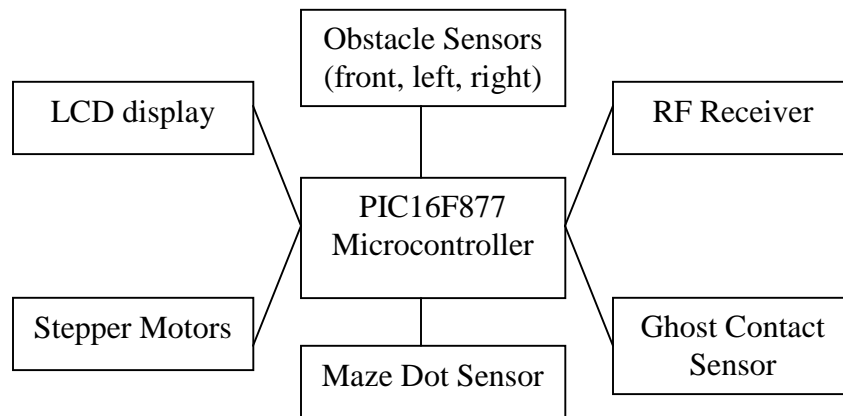 Obstacle Sensors
(front, left, right)
LCD display
RF Receiver
PIC16F877
Microcontroller
Stepper Motors
Ghost Contact
Sensor
Maze Dot Sensor